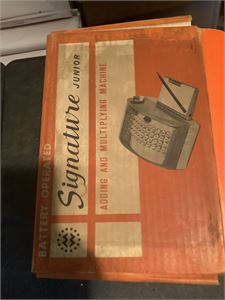 BATTERY OPERATED
Signature
JUNIOR
ADDING AND MULTIPLYING MACHINE